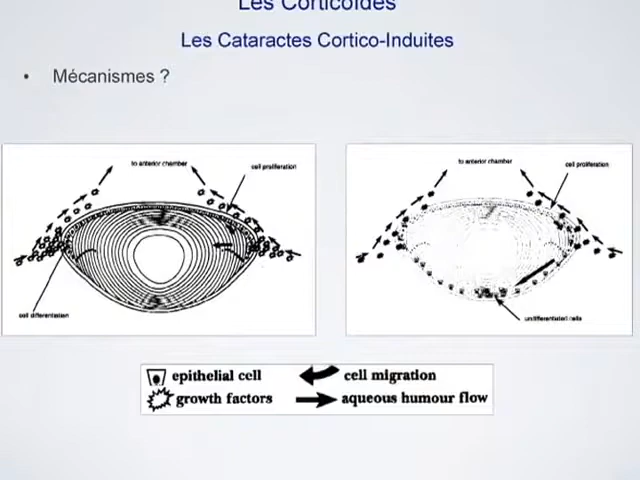 Les Corticoïdes
Les Cataractes Cortico-Induites
• Mécanismes ?
to anterior chamber
cell proliferation
cell differentiation
to anterior chamber
cell proliferation
undifferentiated cells
epithelial cell
cell migration
growth factors
aqueous humour flow